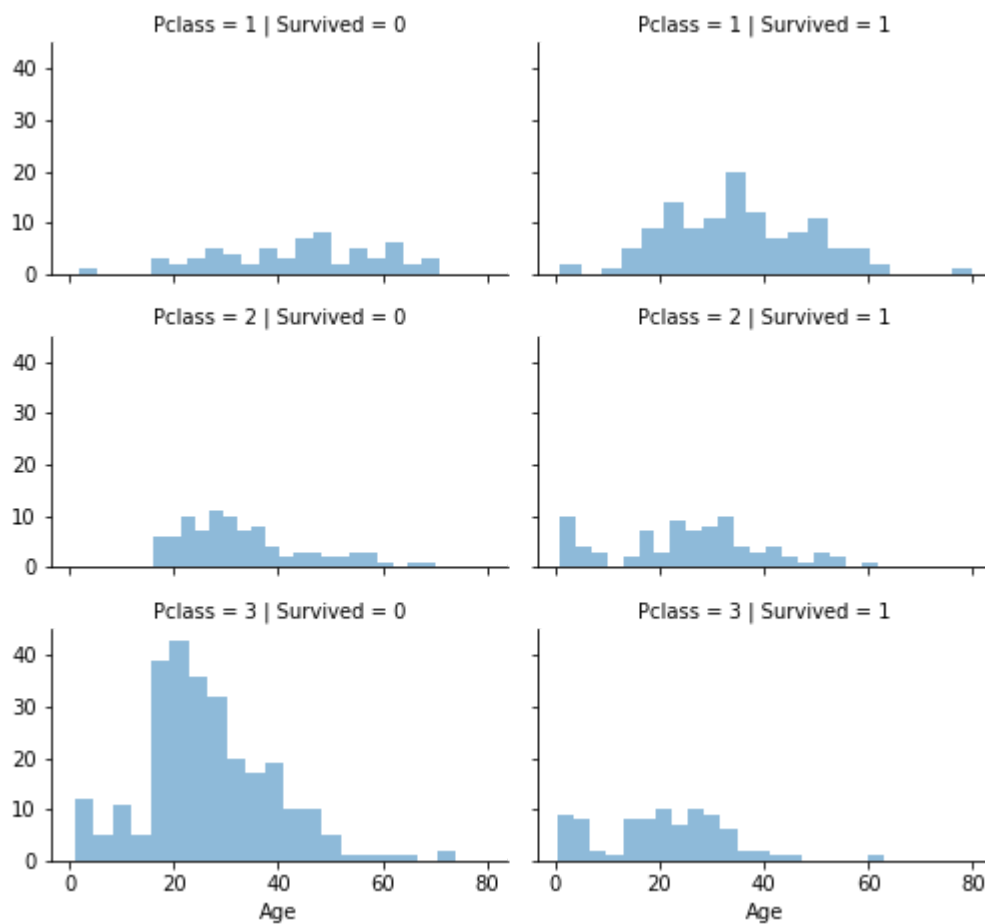 Pclass = 1 | Survived = 0
Pclass = 1 | Survived = 1
40
30
20
10
0
Pclass = 2 | Survived = 0
Pclass = 2 | Survived = 1
40
30
20
10
0
Pclass = 3 | Survived = 0
Pclass = 3 | Survived = 1
40
30
20
10
0
0 20 40 60 80
0 20 40 60 80
Age
Age